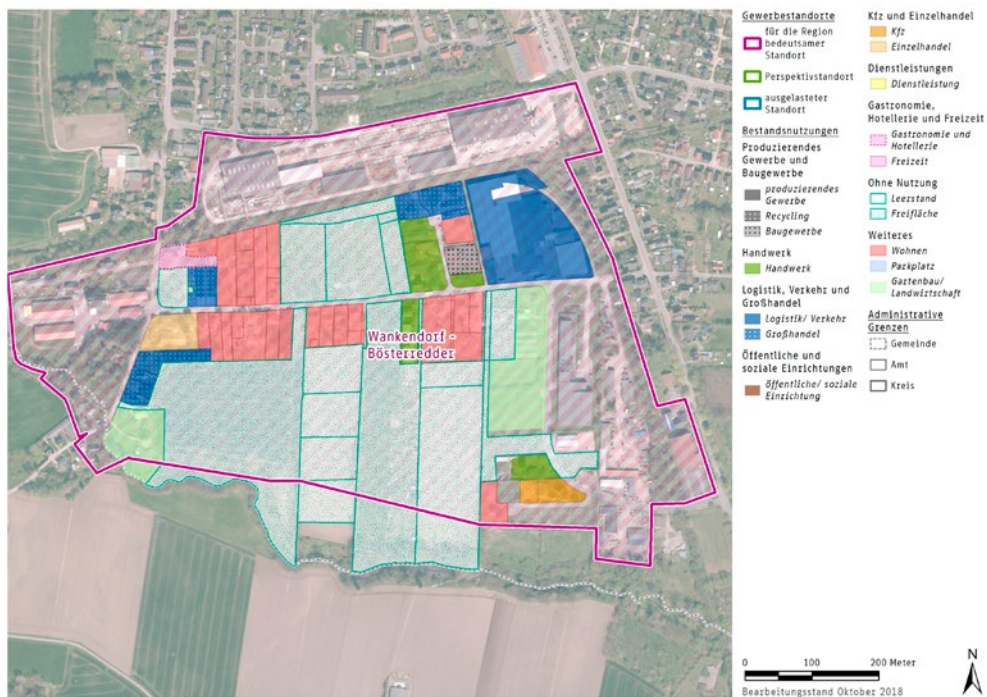 Wankendorf -
Bösterredder
Gewerbestandorte
für die Region
bedeutsamer
Standort
Perspektivstandort
ausgelasteter
Standort
Bestandsnutzungen
Produzierendes
Gewerbe und
Baugewerbe
produzierendes
Gewerbe
Recycling
Baugewerbe
Handwerk
Handwerk
Logistik, Verkehr und
Großhandel
Logistik/ Verkehr
Großhandel
Öffentliche und
soziale Einrichtungen
öffentliche/ soziale
Einrichtung
Kfz und Einzelhandel
Kfz
Einzelhandel
Dienstleistungen
Dienstleistung
Gastronomie,
Hotellerie und Freizeit
Gastronomie und
Hotellerie
Freizeit
Ohne Nutzung
Leerstand
Freifläche
Weiteres
Wohnen
Parkplatz
Gartenbau/
Landwirtschaft
Administrative
Grenzen
Gemeinde
Amt
Kreis
N
0 100 200 Meter
Bearbeitungsstand Oktober 2018